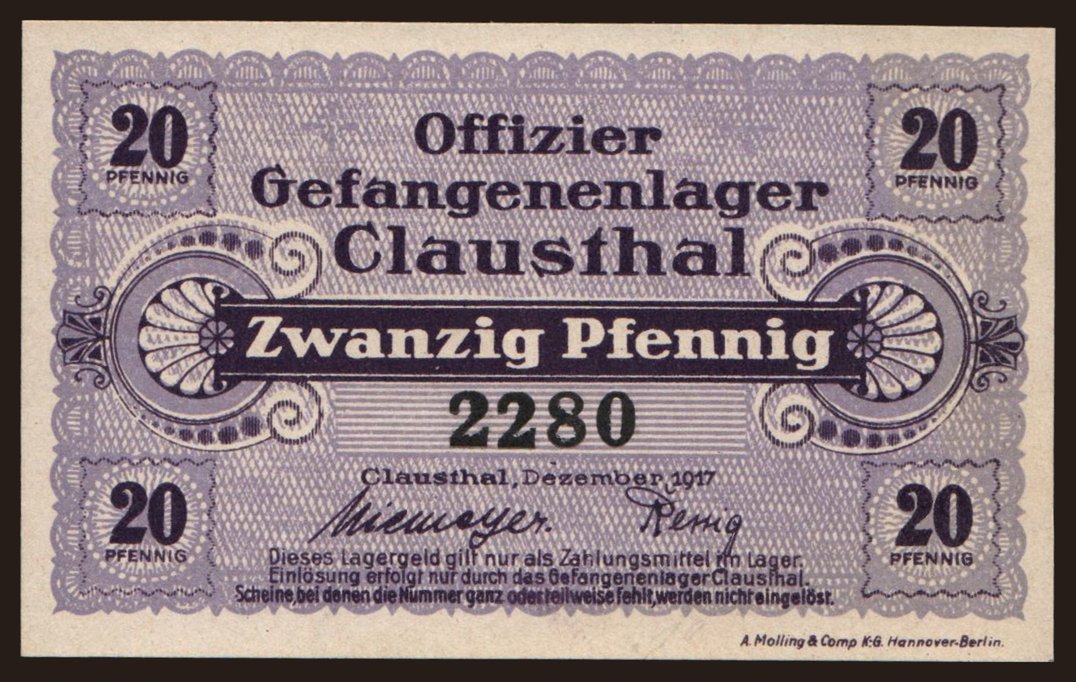 20 PFENNIG
20 PFENNIG
Offizier
Gefangenenlager
Clausthal
Zwanzig Pfennig
2280
Clausthal, Dezember 1917
Niemeyer.
20 PFENNIG
20 PFENNIG
Dieses Lagergeld gilt nur als Zahlungsmittel im Lager.
Einlösung erfolgt nur durch das Gefangenenlager Clausthal.
Scheine, bei denen die Nummer ganz oder teilweise fehlt, werden nicht eingelöst.
A. Molling & Comp K-G. Hannover-Berlin.